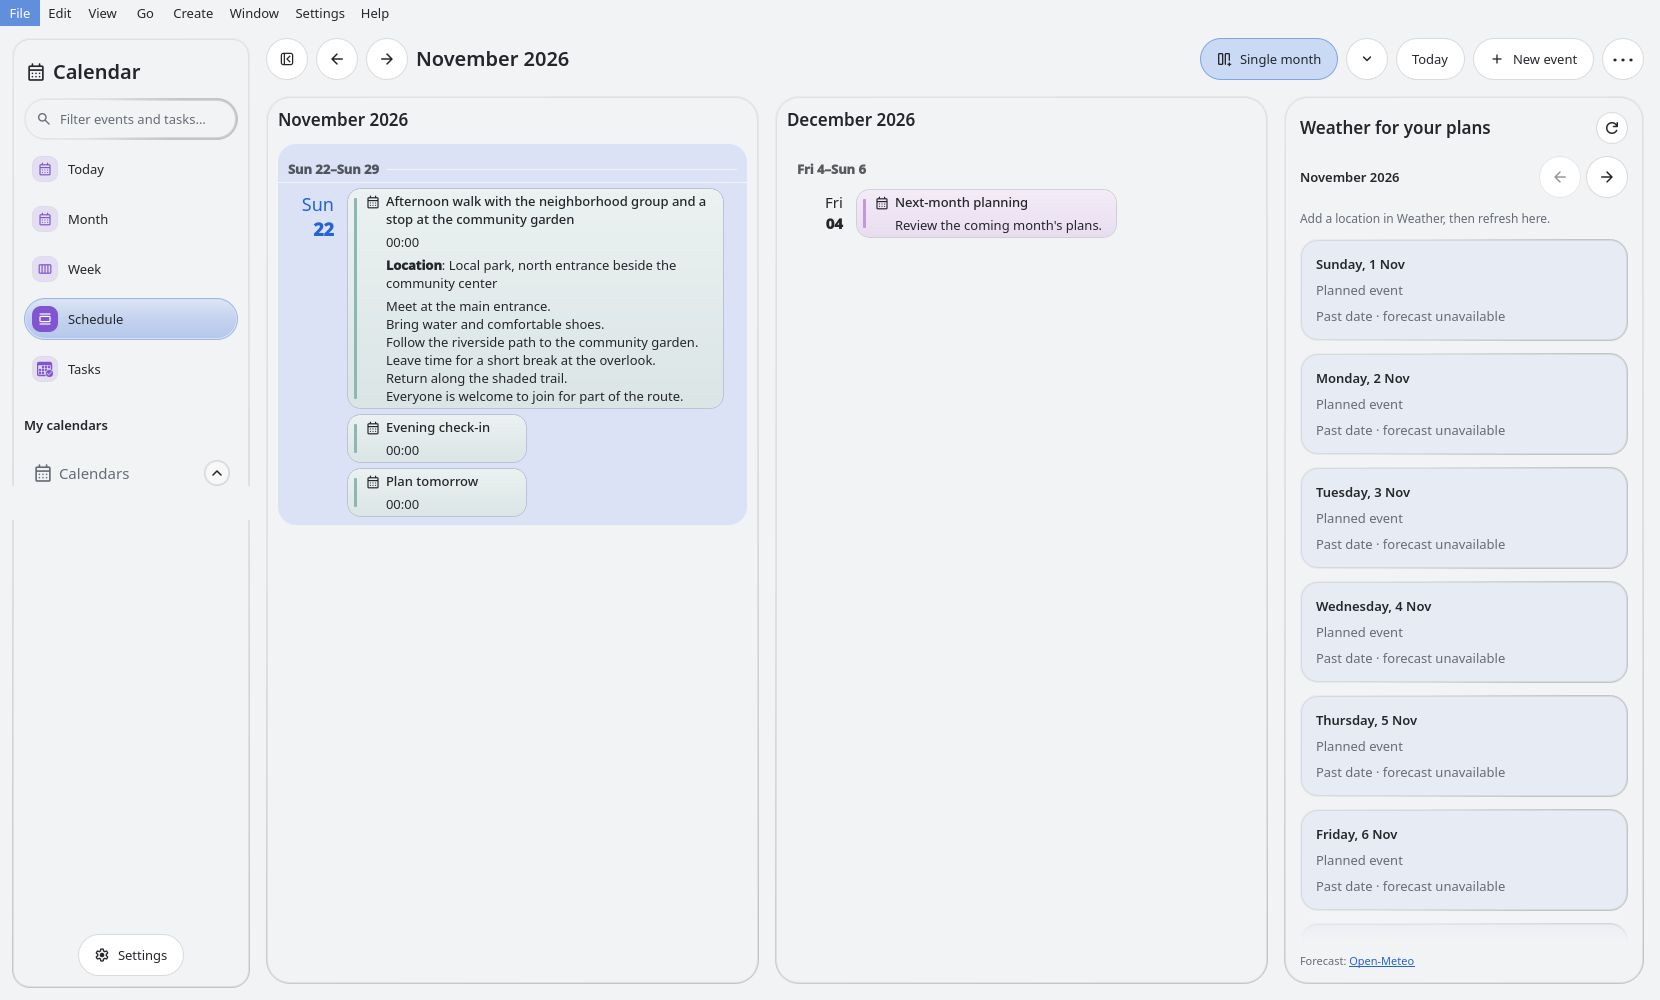 File Edit View Go Create Window Settings Help
Calendar
Filter events and tasks...
Today
Month
Week
Schedule
Tasks
My calendars
Calendars
Settings
November 2026
Single month
Today
New event
November 2026
Sun 22–Sun 29
Sun
22
Afternoon walk with the neighborhood group and a
stop at the community garden
00:00
Location: Local park, north entrance beside the
community center
Meet at the main entrance.
Bring water and comfortable shoes.
Follow the riverside path to the community garden.
Leave time for a short break at the overlook.
Return along the shaded trail.
Everyone is welcome to join for part of the route.
Evening check-in
00:00
Plan tomorrow
00:00
December 2026
Fri 4–Sun 6
Fri
04
Next-month planning
Review the coming month's plans.
Weather for your plans
November 2026
Add a location in Weather, then refresh here.
Sunday, 1 Nov
Planned event
Past date · forecast unavailable
Monday, 2 Nov
Planned event
Past date · forecast unavailable
Tuesday, 3 Nov
Planned event
Past date · forecast unavailable
Wednesday, 4 Nov
Planned event
Past date · forecast unavailable
Thursday, 5 Nov
Planned event
Past date · forecast unavailable
Friday, 6 Nov
Planned event
Past date · forecast unavailable
Forecast: Open-Meteo